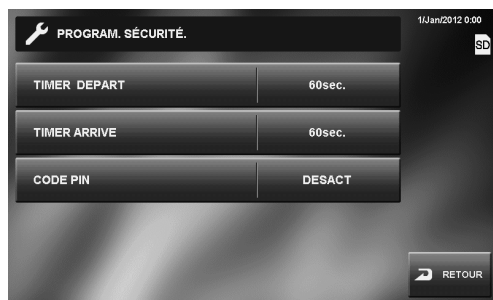 PROGRAM. SÉCURITÉ.
1/Jan/2012 0:00
SD
TIMER DEPART 60sec.
TIMER ARRIVE 60sec.
CODE PIN DESACT
RETOUR